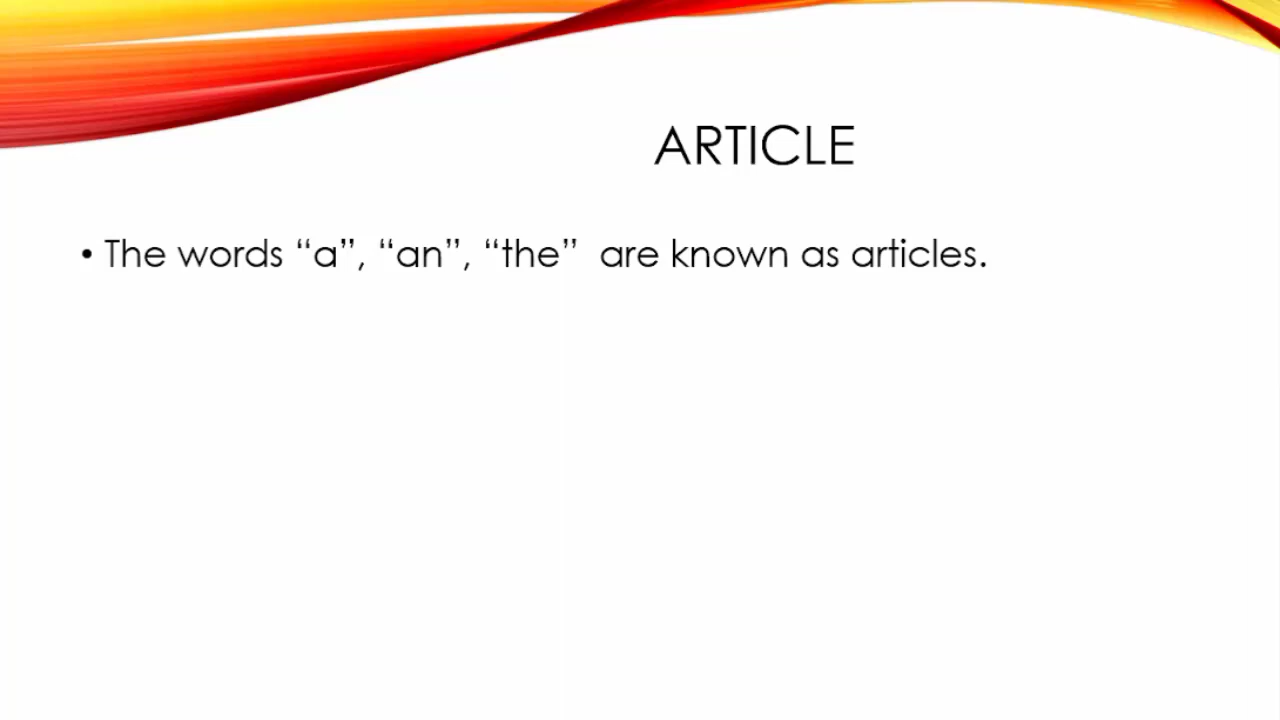 ARTICLE
• The words “a”, “an”, “the”  are known as articles.